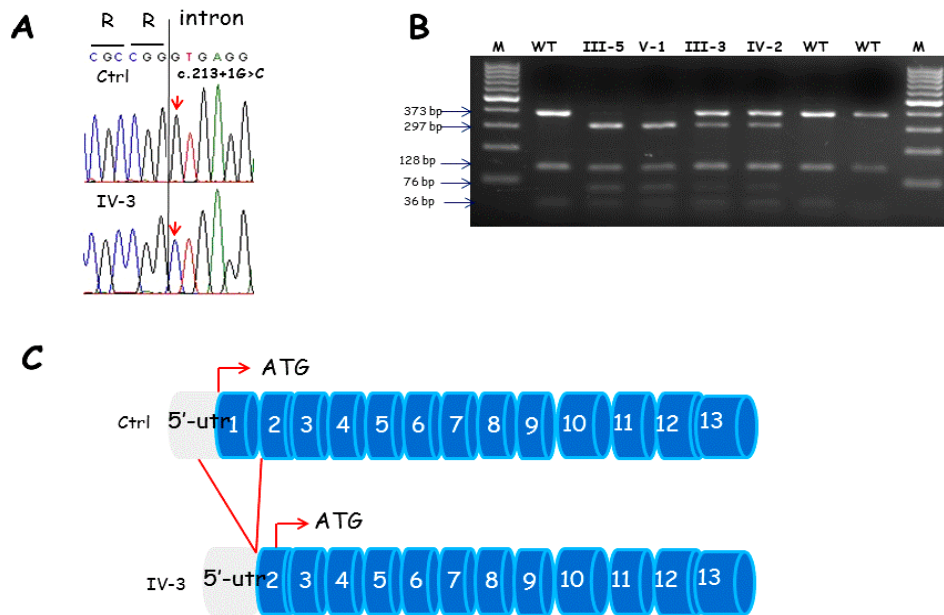 A
R R intron
C G C C G G G T G A G G
Ctrl
c.213+1G>C
IV-3
B
M WT III-5 V-1 III-3 IV-2 WT WT M
373 bp
297 bp
128 bp
76 bp
36 bp
C
ATG
Ctrl 5'-utr 1 2 3 4 5 6 7 8 9 10 11 12 13
ATG
IV-3 5'-utr 2 3 4 5 6 7 8 9 10 11 12 13